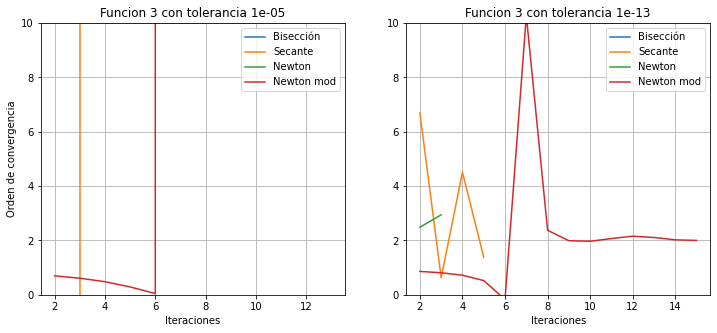 Funcion 3 con tolerancia 1e-05
Orden de convergencia
10
8
6
4
2
0
2 4 6 8 10 12
Iteraciones
Bisección
Secante
Newton
Newton mod
Funcion 3 con tolerancia 1e-13
10
8
6
4
2
0
2 4 6 8 10 12 14
Iteraciones
Bisección
Secante
Newton
Newton mod